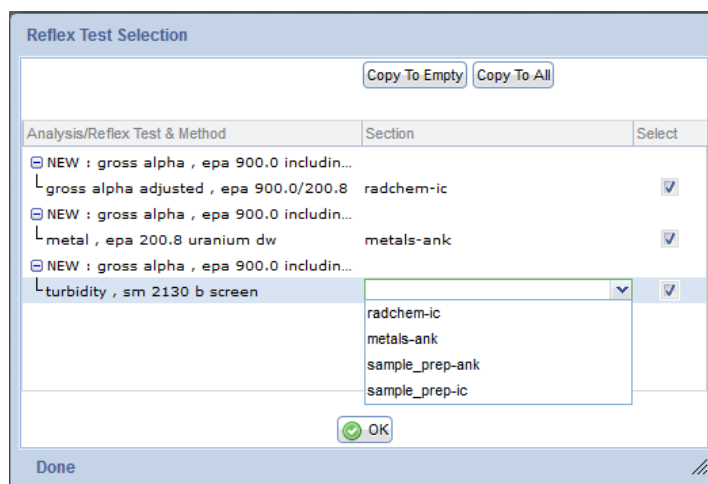 Reflex Test Selection
Copy To Empty Copy To All
Analysis/Reflex Test & Method Section Select
NEW : gross alpha , epa 900.0 includin...
gross alpha adjusted , epa 900.0/200.8 radchem-ic
NEW : gross alpha , epa 900.0 includin...
metal , epa 200.8 uranium dw metals-ank
NEW : gross alpha , epa 900.0 includin...
turbidity , sm 2130 b screen
radchem-ic
metals-ank
sample_prep-ank
sample_prep-ic
OK
Done